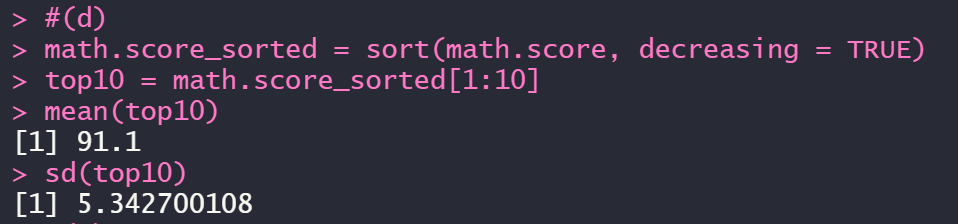 > #(d)
> math.score_sorted = sort(math.score, decreasing = TRUE)
> top10 = math.score_sorted[1:10]
> mean(top10)
[1] 91.1
> sd(top10)
[1] 5.342700108